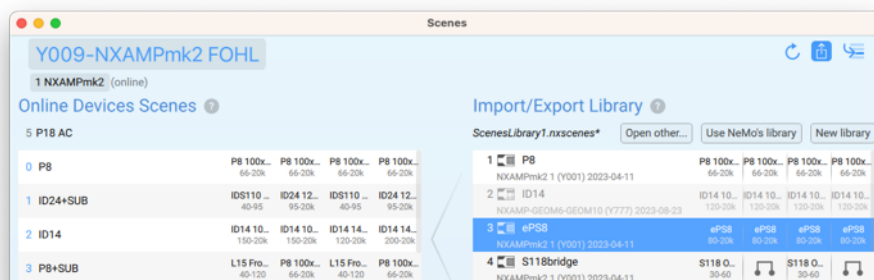 Scenes
Y009-NXAMPmk2 FOHL
1 NXAMPmk2 (online)
Online Devices Scenes ?
5 P18 AC
0 P8 P8 100x... P8 100x... P8 100x... P8 100x...
66-20k 66-20k 66-20k 66-20k
1 ID24+SUB IDS110 ... ID24 12... IDS110 ... ID24 12...
40-95 95-20k 40-95 95-20k
2 ID14 ID14 10... ID14 10... ID14 14... ID14 14...
150-20k 150-20k 120-20k 200-20k
3 P8+SUB L15 Fro... P8 100x... L15 Fro... P8 100x...
40-120 66-20k 40-120 66-20k
Import/Export Library ?
ScenesLibrary1.nxscenes* Open other... Use NeMo's library New library
1 P8 P8 100x... P8 100x... P8 100x... P8 100x...
NXAMPmk2 1 (Y001) 2023-04-11 66-20k 66-20k 66-20k 66-20k
2 ID14 ID14 10... ID14 10... ID14 10... ID14 10...
NXAMP-GEOM6-GEOM10 (Y777) 2023-08-23 120-20k 120-20k 120-20k 120-20k
3 ePS8 ePS8 ePS8 ePS8 ePS8
NXAMPmk2 1 (Y001) 2023-04-11 80-20k 80-20k 80-20k 80-20k
4 S118bridge S118 0... S118 0...
NXAMPmk2 1 (Y001) 2023-04-11 30-60 30-60